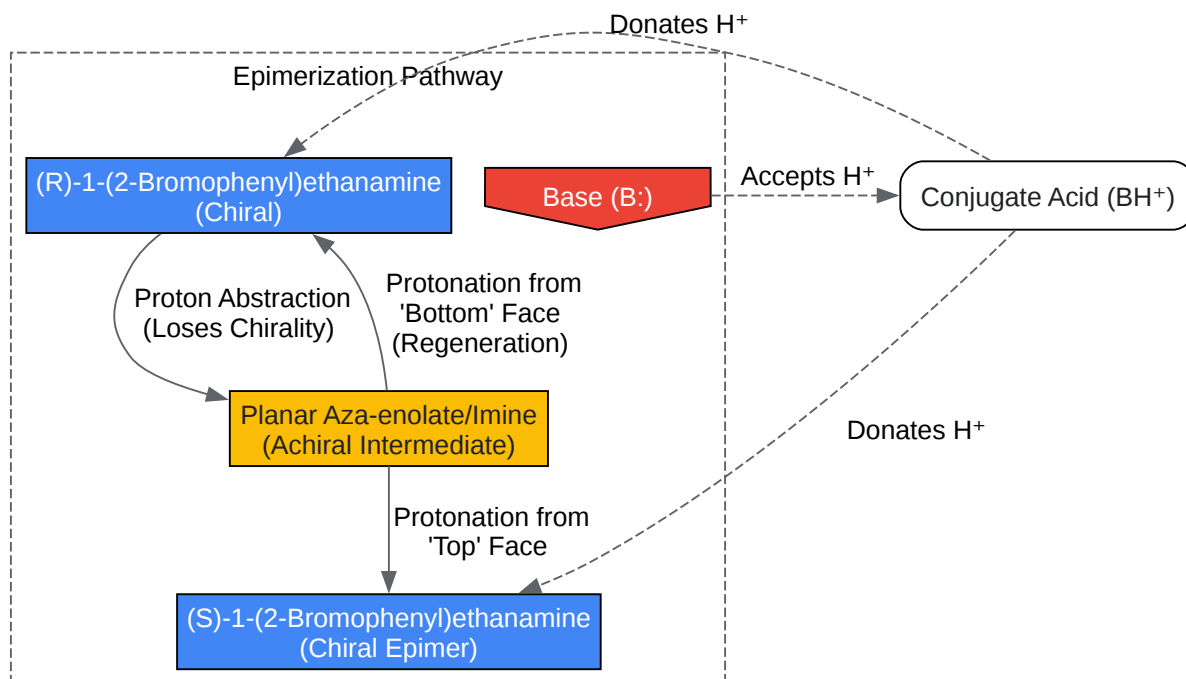 Donates H⁺
Epimerization Pathway
(R)-1-(2-Bromophenyl)ethanamine
(Chiral)
Base (B:)
Accepts H⁺
Conjugate Acid (BH⁺)
Proton Abstraction
(Loses Chirality)
Protonation from
'Bottom' Face
(Regeneration)
Planar Aza-enolate/Imine
(Achiral Intermediate)
Donates H⁺
Protonation from
'Top' Face
(S)-1-(2-Bromophenyl)ethanamine
(Chiral Epimer)